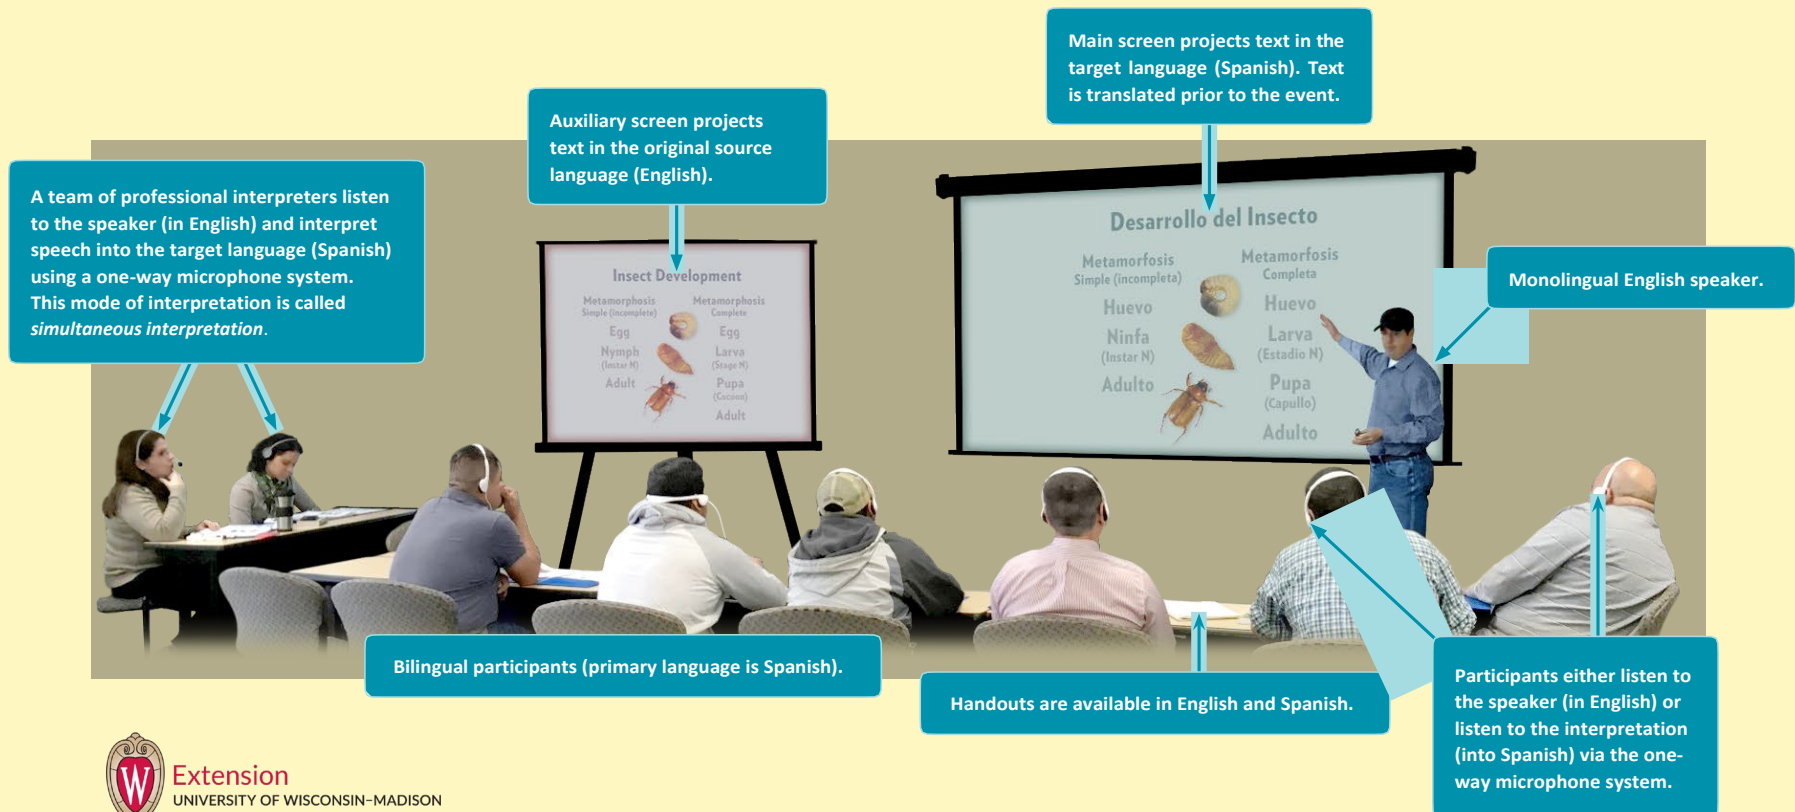 Main screen projects text in the
target language (Spanish). Text
is translated prior to the event.
Auxiliary screen projects
text in the original source
language (English).
A team of professional interpreters listen
to the speaker (in English) and interpret
speech into the target language (Spanish)
using a one-way microphone system.
This mode of interpretation is called
simultaneous interpretation.
Monolingual English speaker.
Insect Development
Metamorphosis
Simple (incomplete)
Egg
Nymph
(Instar N)
Adult
Metamorphosis
Complete
Egg
Larva
(Stage N)
Pupa
(Cocoon)
Adult
Desarrollo del Insecto
Metamorfosis
Simple (incompleta)
Huevo
Ninfa
(Instar N)
Adulto
Metamorfosis
Completa
Huevo
Larva
(Estadio N)
Pupa
(Capullo)
Adulto
Bilingual participants (primary language is Spanish).
Handouts are available in English and Spanish.
Participants either listen to
the speaker (in English) or
listen to the interpretation
(into Spanish) via the one-
way microphone system.
W
Extension
UNIVERSITY OF WISCONSIN–MADISON